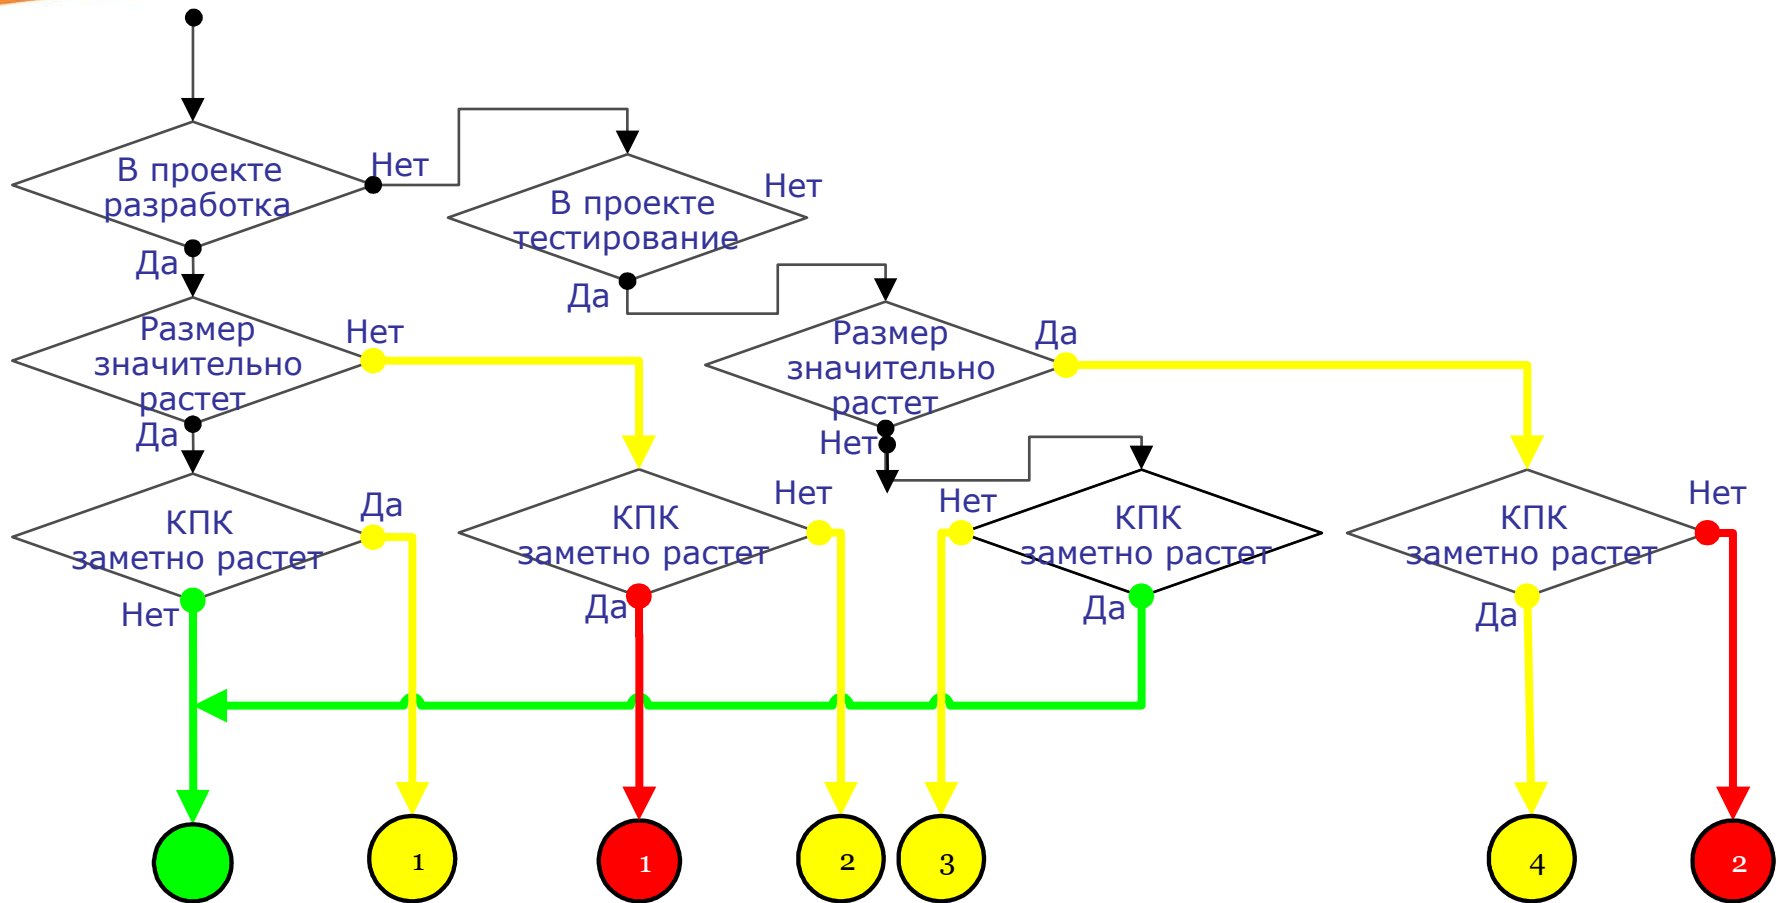 В проекте
разработка
Нет
Да
В проекте
тестирование
Нет
Да
Размер
значительно
растет
Нет
Да
Размер
значительно
растет
Да
Нет
КПК
заметно растет
Да
Нет
КПК
заметно растет
Нет
Да
КПК
заметно растет
Нет
Да
КПК
заметно растет
Нет
Да
1
1
2
3
4
2